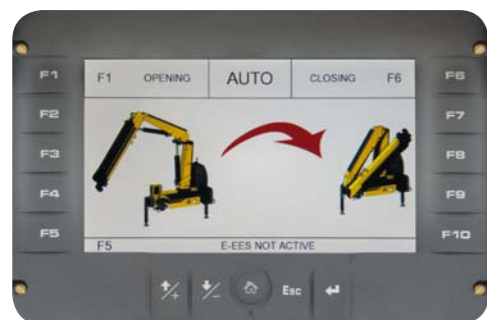 F1 F1 OPENING AUTO CLOSING F6 F6
F2 F7
F3 F8
F4 F9
F5 F10
F5 E-EES NOT ACTIVE
+ - Esc